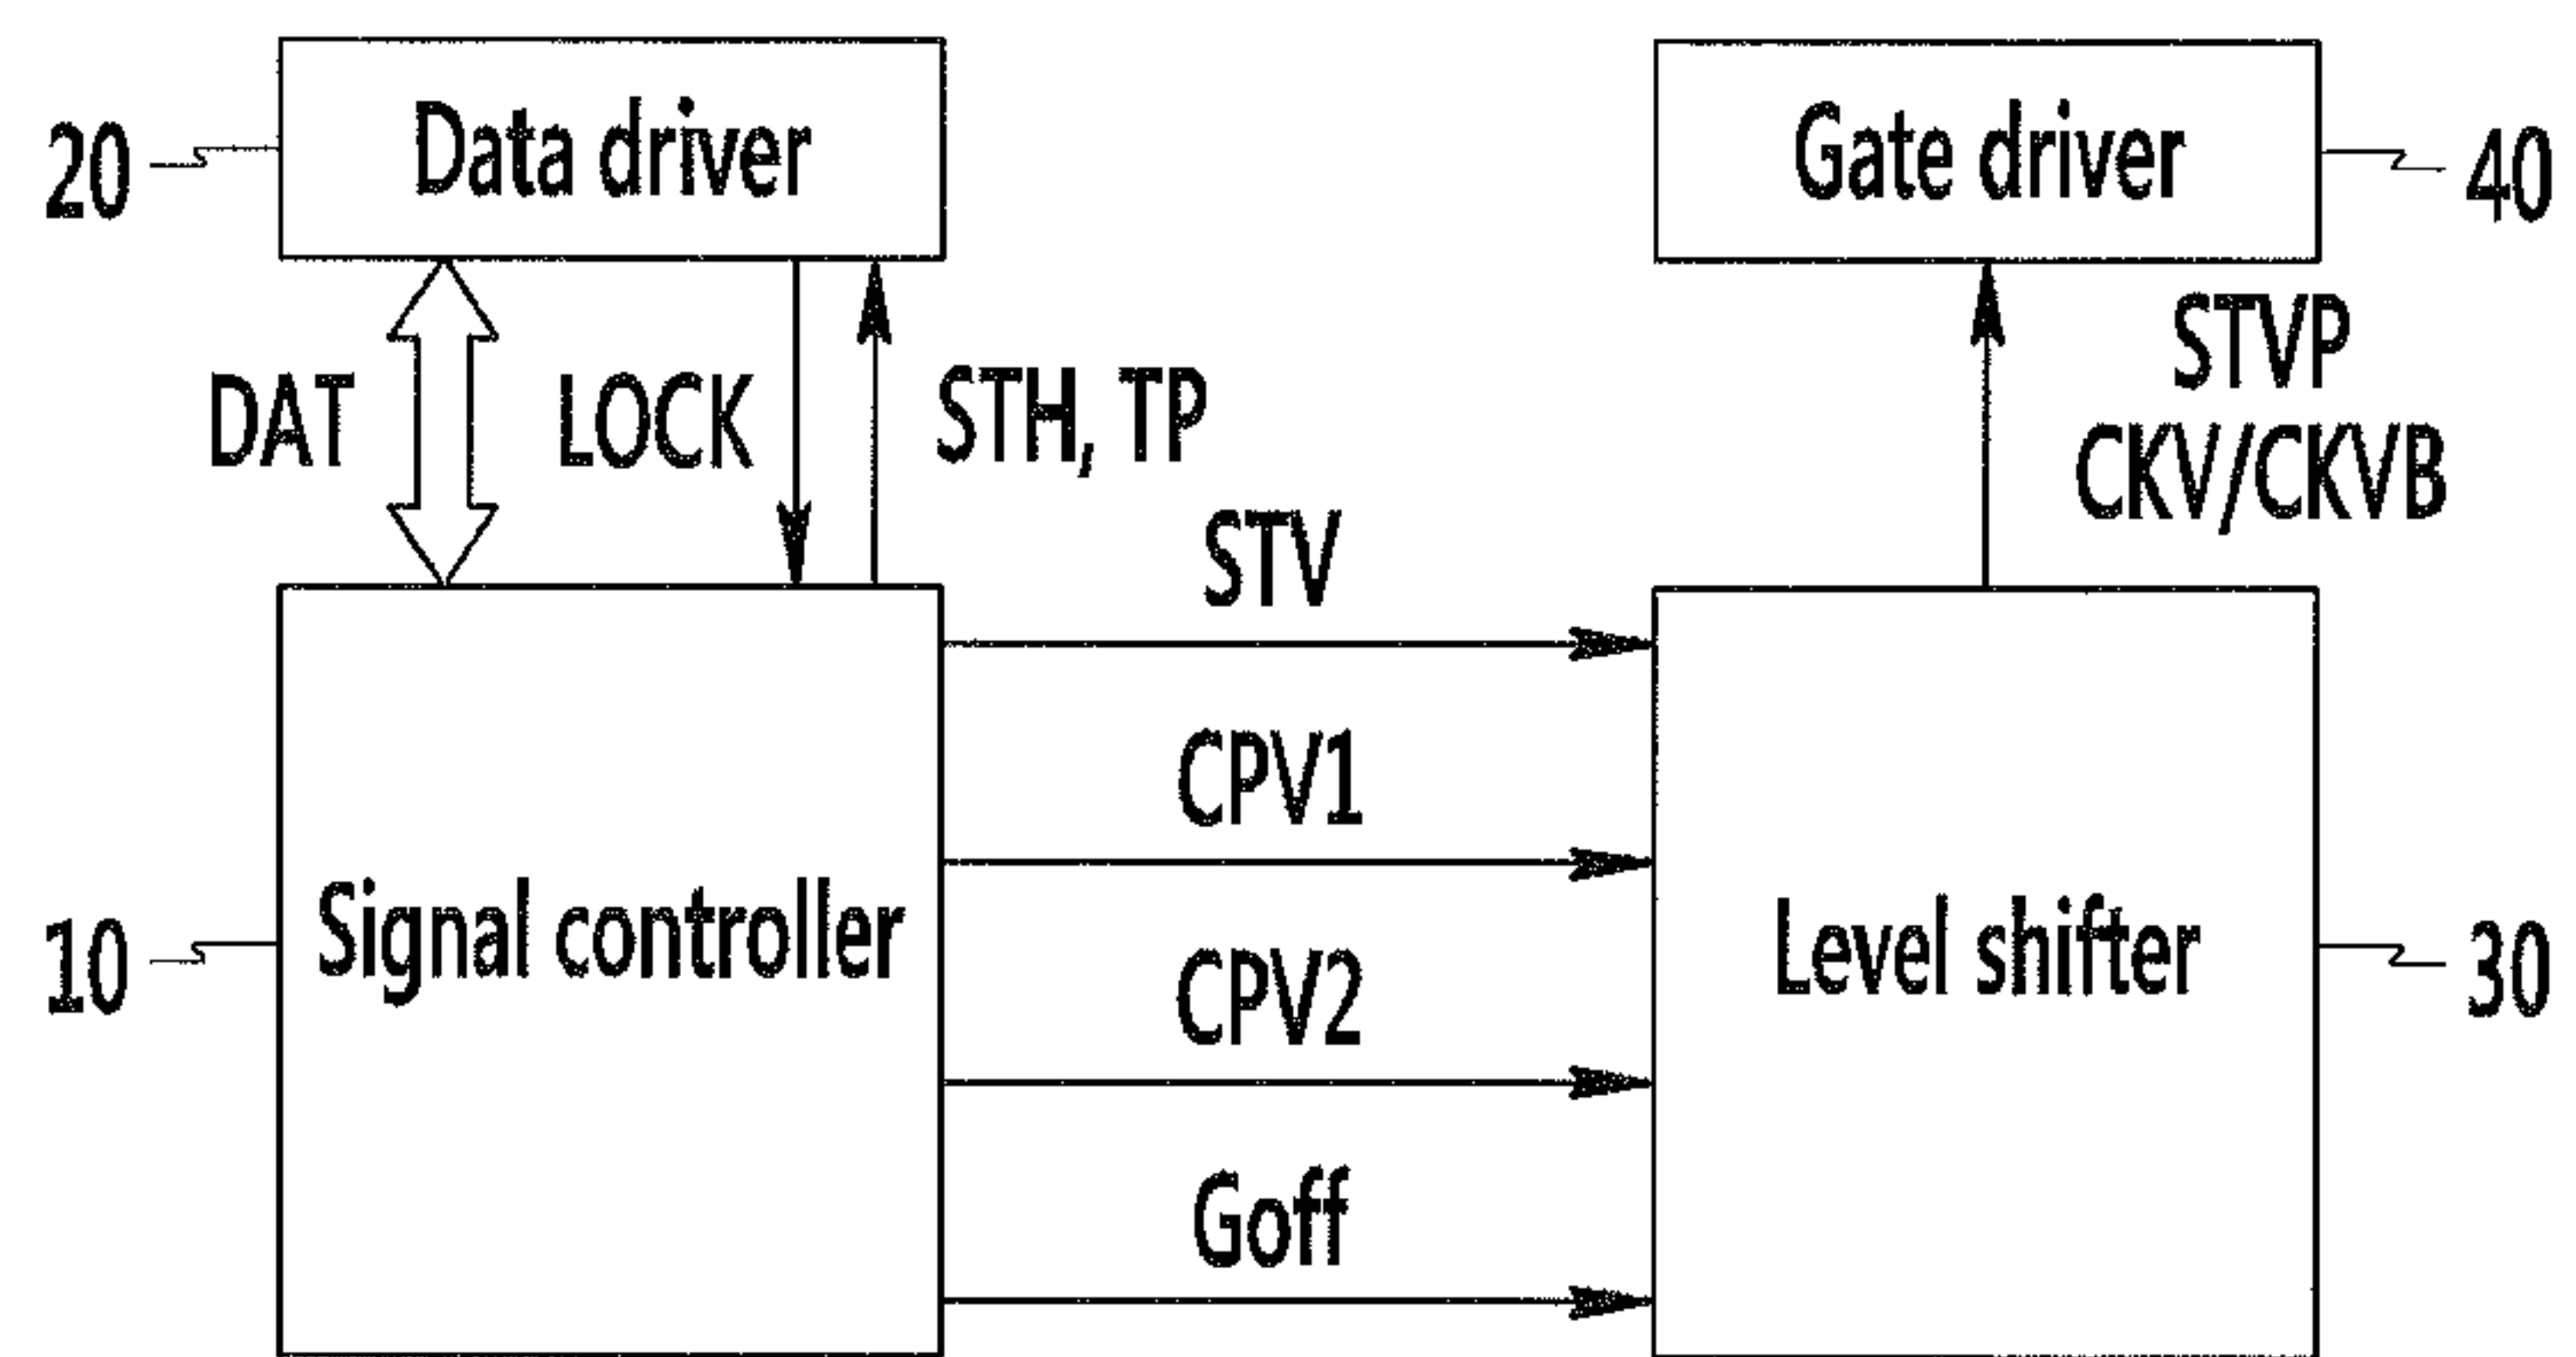 20
Data driver
Gate driver
40
DAT
LOCK
STH, TP
STVP
CKV/CKVB
STV
CPV1
CPV2
Goff
10
Signal controller
Level shifter
30